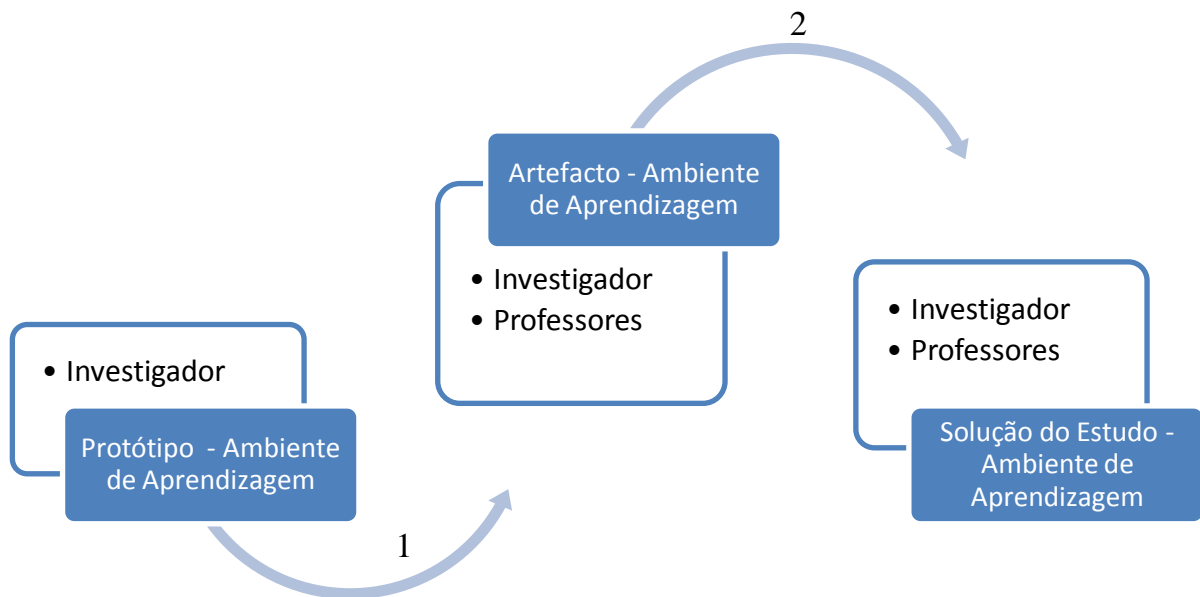 • Investigador
Protótipo - Ambiente
de Aprendizagem
1
Artefacto - Ambiente
de Aprendizagem
• Investigador
• Professores
2
• Investigador
• Professores
Solução do Estudo -
Ambiente de
Aprendizagem